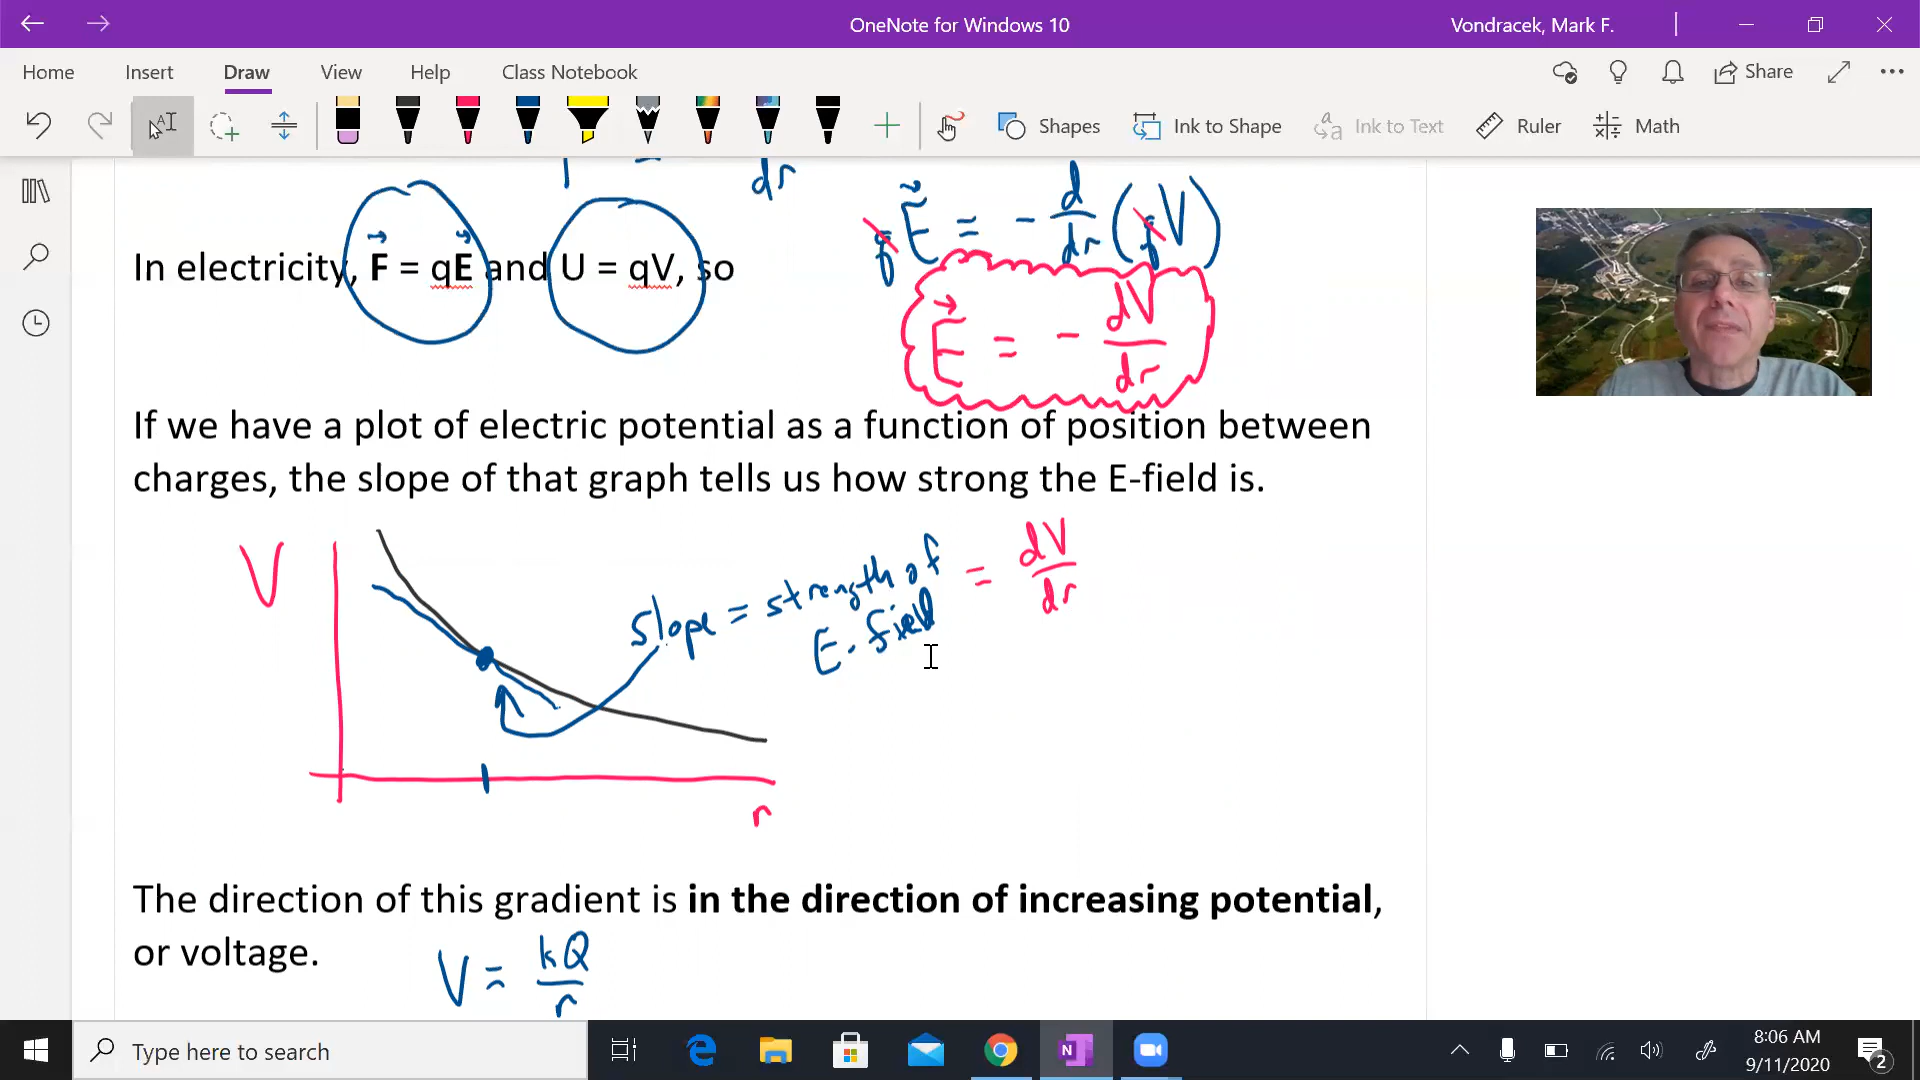 OneNote for Windows 10
Vondracek, Mark F.
Home Insert Draw View Help Class Notebook
Share
Shapes Ink to Shape Ink to Text Ruler Math
dr
E = - d/dr (qV)
q
In electricity, F = qE and U = qV, so
E = - dV/dr
If we have a plot of electric potential as a function of position between
charges, the slope of that graph tells us how strong the E-field is.
V
slope = strength of = dV/dr
E-field
r
The direction of this gradient is in the direction of increasing potential,
or voltage.
V = kQ/r
Type here to search
8:06 AM
9/11/2020
2